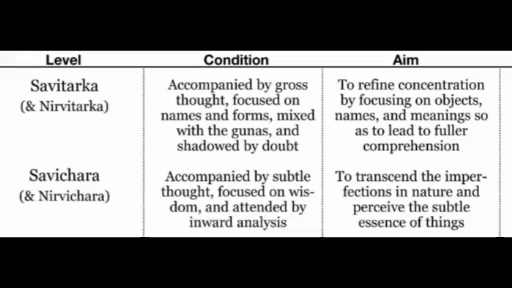 Level Condition Aim
Savitarka
(& Nirvitarka)
Accompanied by gross
thought, focused on
names and forms, mixed
with the gunas, and
shadowed by doubt
To refine concentration
by focusing on objects,
names, and meanings so
as to lead to fuller
comprehension
Savichara
(& Nirvichara)
Accompanied by subtle
thought, focused on wis-
dom, and attended by
inward analysis
To transcend the imper-
fections in nature and
perceive the subtle
essence of things